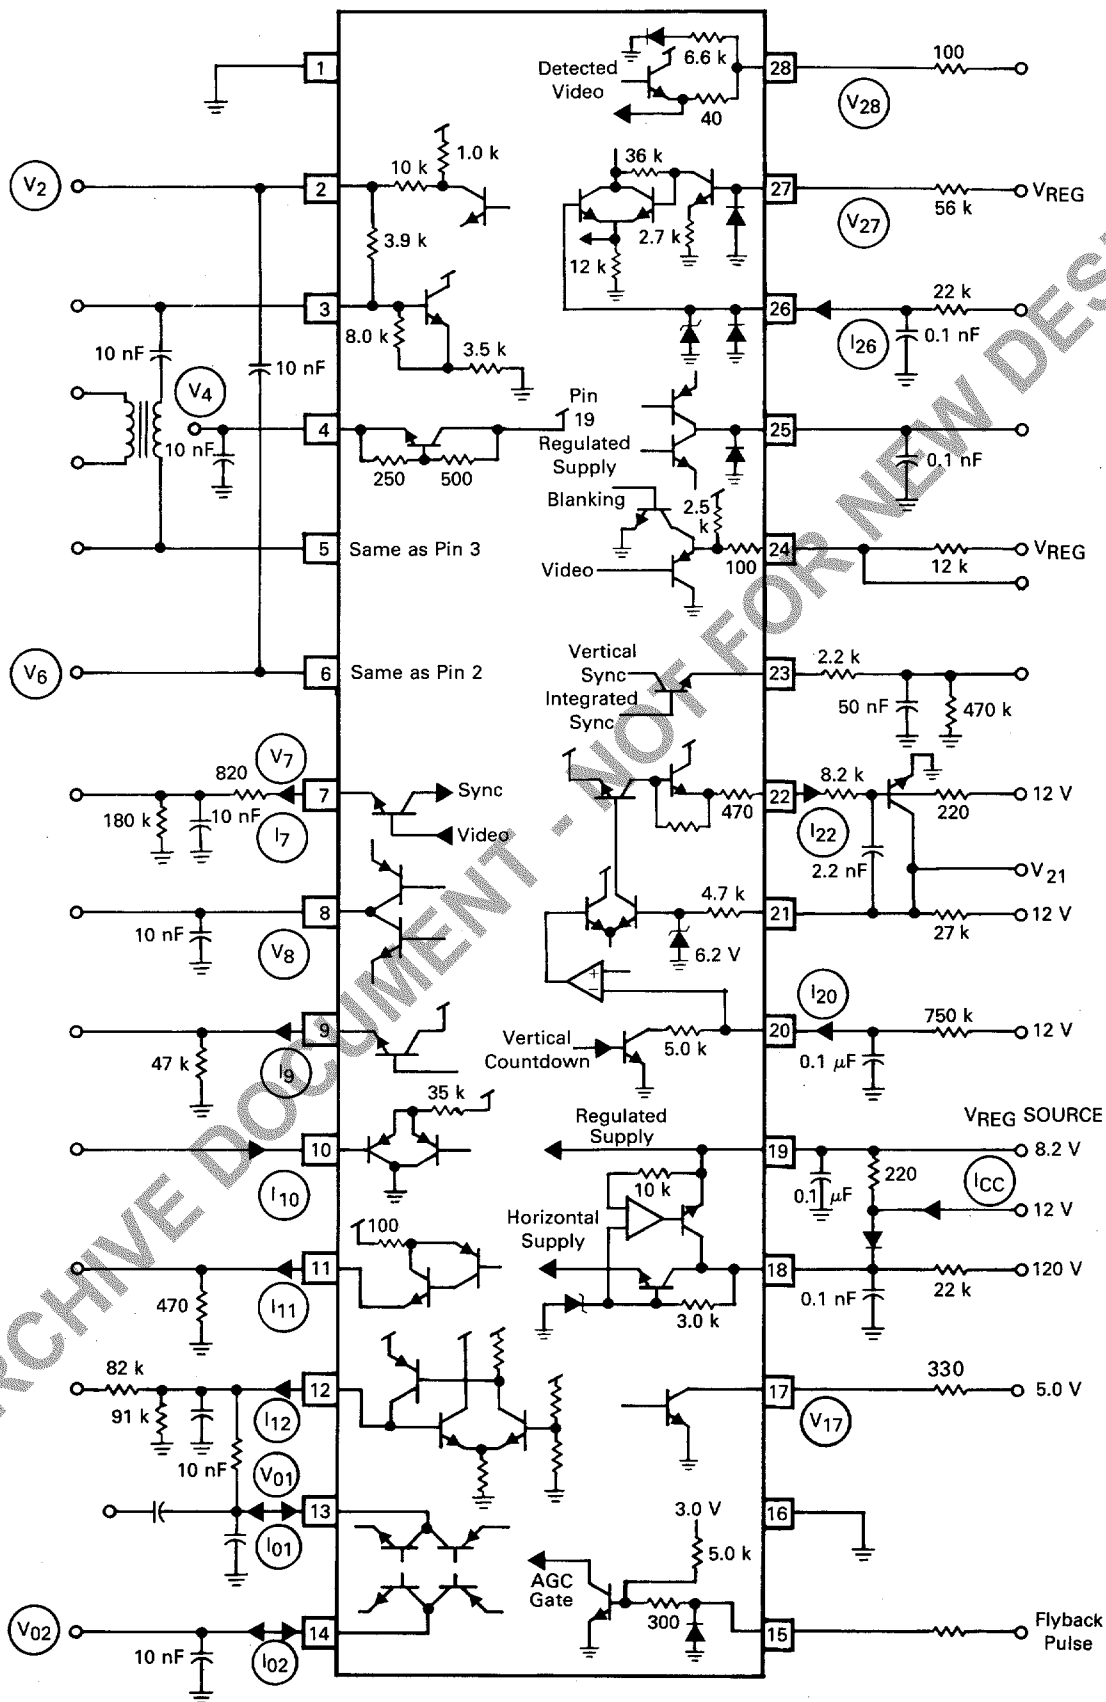 1
28
100
6.6 k
Detected
Video
40
V28
V2
2
10 k
1.0 k
3.9 k
36 k
2.7 k
12 k
27
56 k
VREG
V27
3
8.0 k
3.5 k
10 nF
10 nF
26
22 k
0.1 nF
I26
V4
10 nF
4
250
500
Pin
19
Regulated
Supply
25
0.1 nF
Blanking
2.5
k
5
Same as Pin 3
Video
100
24
12 k
VREG
V6
6
Same as Pin 2
Vertical
Sync
Integrated
Sync
23
2.2 k
50 nF
470 k
V7
820
180 k
10 nF
I7
7
Sync
Video
470
22
8.2 k
I22
2.2 nF
220
12 V
V21
8
10 nF
V8
4.7 k
6.2 V
21
27 k
12 V
9
47 k
I9
Vertical
Countdown
5.0 k
20
I20
0.1 μF
750 k
12 V
10
I10
35 k
Regulated
Supply
10 k
19
0.1 μF
220
VREG SOURCE
8.2 V
ICC
12 V
11
470
I11
100
Horizontal
Supply
3.0 k
18
0.1 nF
22 k
120 V
82 k
91 k
10 nF
I12
12
17
330
5.0 V
V17
V01
13
I01
16
3.0 V
5.0 k
AGC
Gate
300
15
Flyback
Pulse
V02
14
10 nF
I02
ARCHIVE DOCUMENT - NOT FOR NEW DES